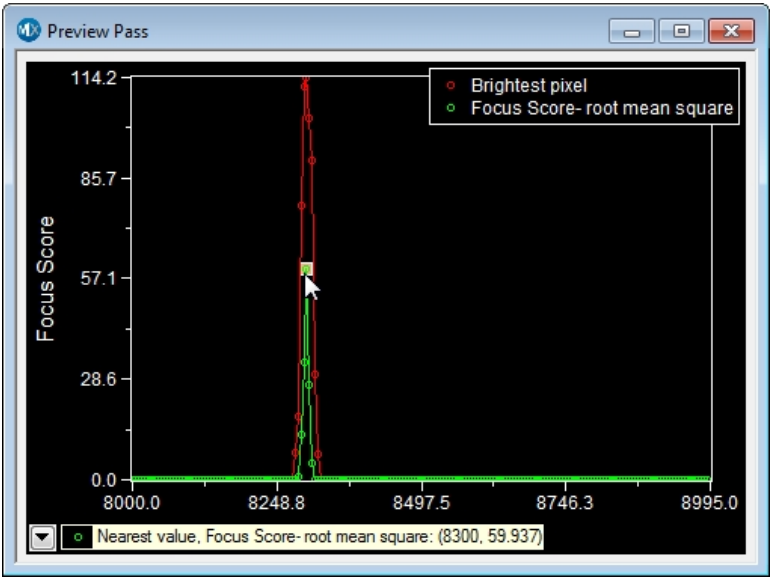 MX Preview Pass
114.2
Brightest pixel
Focus Score- root mean square
85.7
Focus Score
57.1
28.6
0.0
8000.0 8248.8 8497.5 8746.3 8995.0
Nearest value, Focus Score- root mean square: (8300, 59.937)